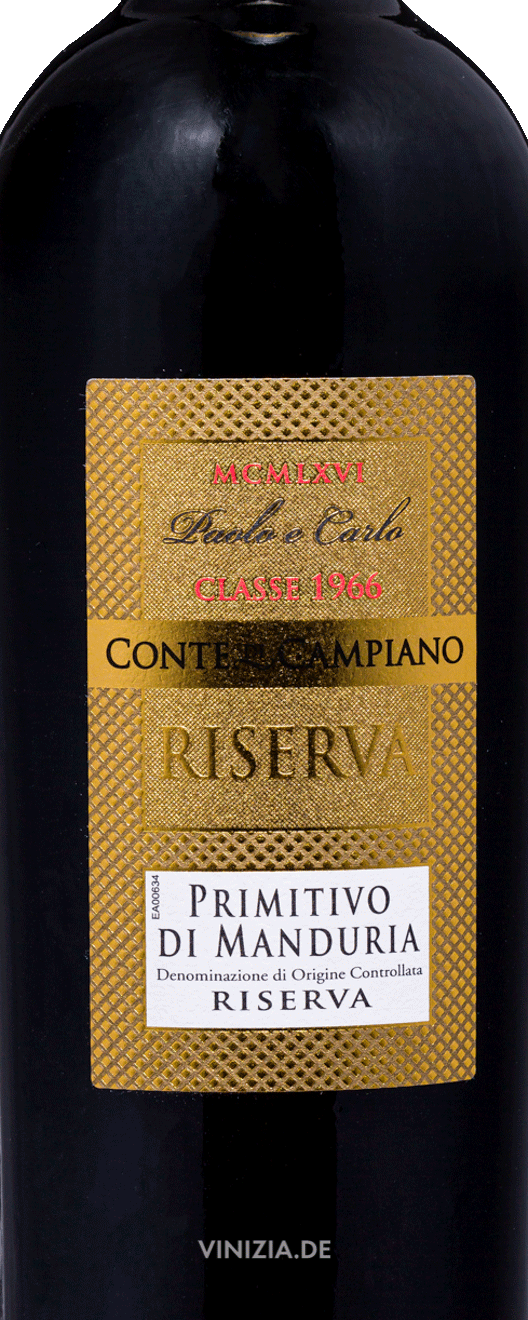 MCMLXVI
Paolo e Carlo
CLASSE 1966
CONTE DI CAMPIANO
RISERVA
EA00634
PRIMITIVO
DI MANDURIA
Denominazione di Origine Controllata
RISERVA
VINIZIA.DE